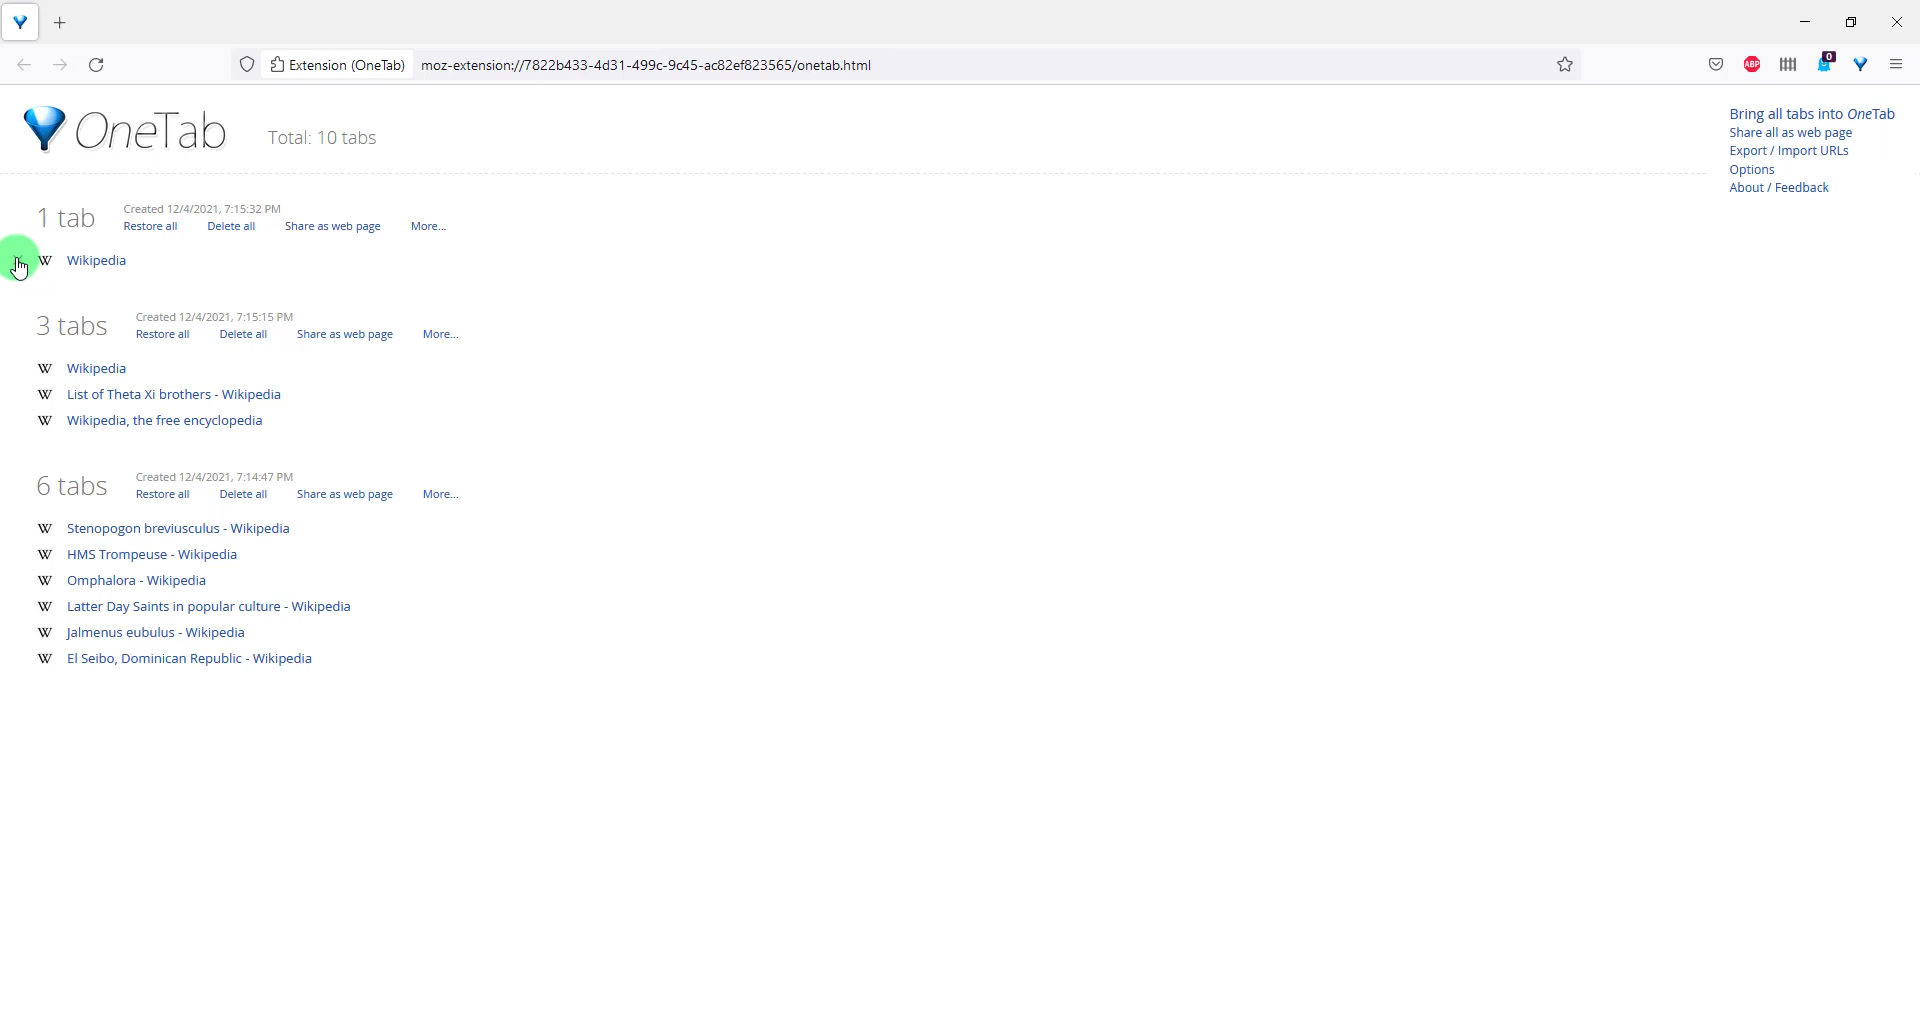 Extension (OneTab) moz-extension://7822b433-4d31-499c-9c45-ac82ef823565/onetab.html
ABP
0
OneTab
Total: 10 tabs
Bring all tabs into OneTab
Share all as web page
Export / Import URLs
Options
About / Feedback
1 tab
Created 12/4/2021, 7:15:32 PM
Restore all Delete all Share as web page More...
W Wikipedia
3 tabs
Created 12/4/2021, 7:15:15 PM
Restore all Delete all Share as web page More...
W Wikipedia
W List of Theta Xi brothers - Wikipedia
W Wikipedia, the free encyclopedia
6 tabs
Created 12/4/2021, 7:14:47 PM
Restore all Delete all Share as web page More...
W Stenopogon breviusculus - Wikipedia
W HMS Trompeuse - Wikipedia
W Omphalora - Wikipedia
W Latter Day Saints in popular culture - Wikipedia
W Jalmenus eubulus - Wikipedia
W El Seibo, Dominican Republic - Wikipedia